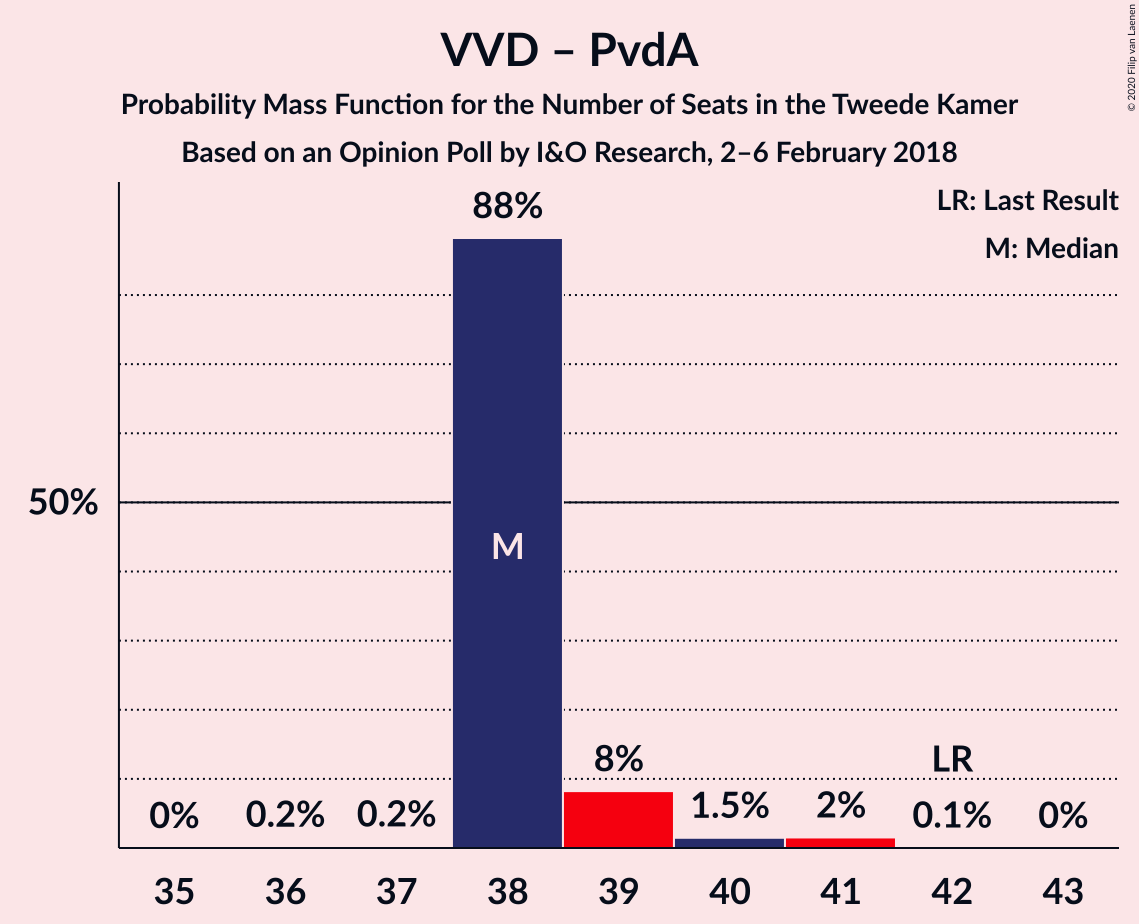 VVD – PvdA
Probability Mass Function for the Number of Seats in the Tweede Kamer
Based on an Opinion Poll by I&O Research, 2–6 February 2018
© 2020 Filip van Laenen
LR: Last Result
M: Median
88%
50%
M
8%
LR
0%
0.2%
0.2%
1.5%
2%
0.1%
0%
35 36 37 38 39 40 41 42 43